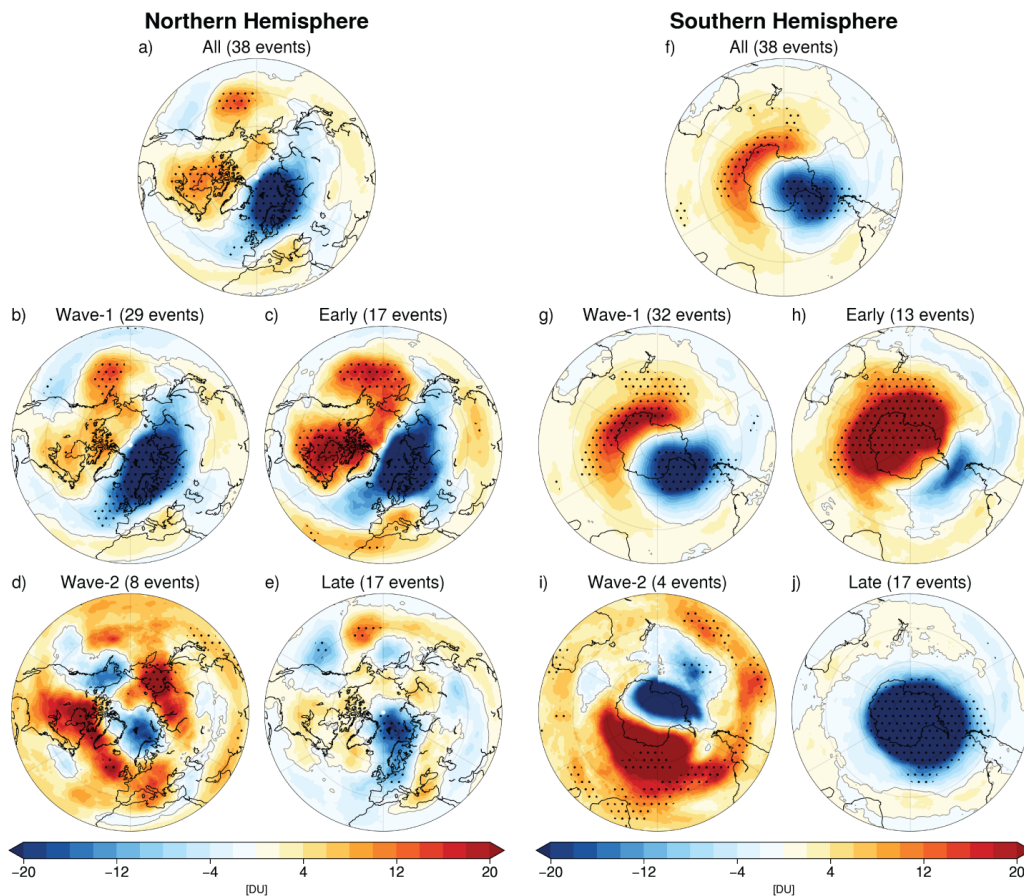 Northern Hemisphere
Southern Hemisphere
a) All (38 events)
f) All (38 events)
b) Wave-1 (29 events)
c) Early (17 events)
g) Wave-1 (32 events)
h) Early (13 events)
d) Wave-2 (8 events)
e) Late (17 events)
i) Wave-2 (4 events)
j) Late (17 events)
−20 −12 −4 4 12 20
[DU]
−20 −12 −4 4 12 20
[DU]